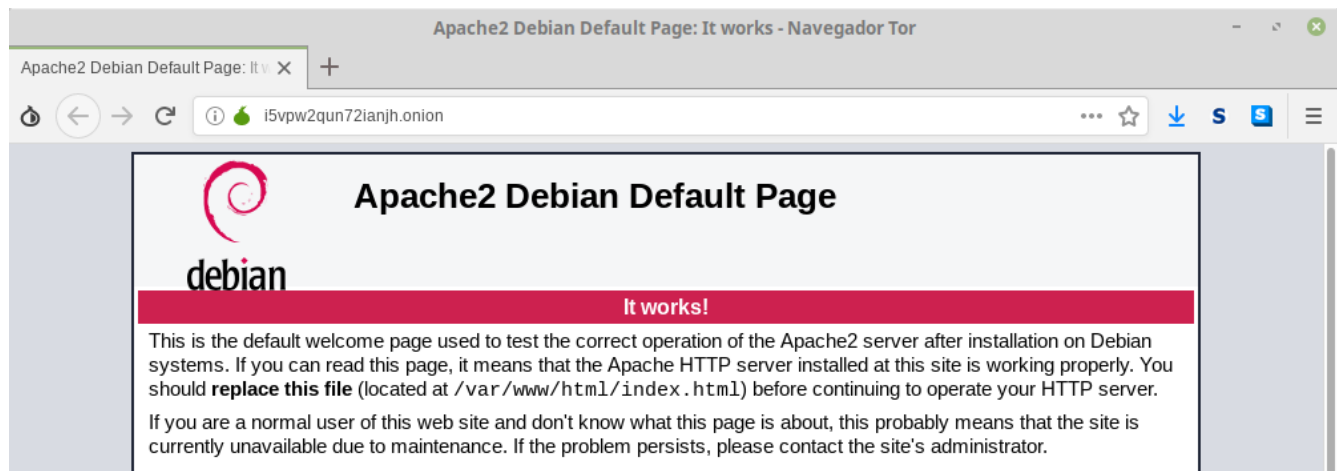 Apache2 Debian Default Page: It works - Navegador Tor
Apache2 Debian Default Page: It w
i5vpw2qun72ianjh.onion
S
S
Apache2 Debian Default Page
debian
It works!
This is the default welcome page used to test the correct operation of the Apache2 server after installation on Debian
systems. If you can read this page, it means that the Apache HTTP server installed at this site is working properly. You
should replace this file (located at /var/www/html/index.html) before continuing to operate your HTTP server.
If you are a normal user of this web site and don't know what this page is about, this probably means that the site is
currently unavailable due to maintenance. If the problem persists, please contact the site's administrator.